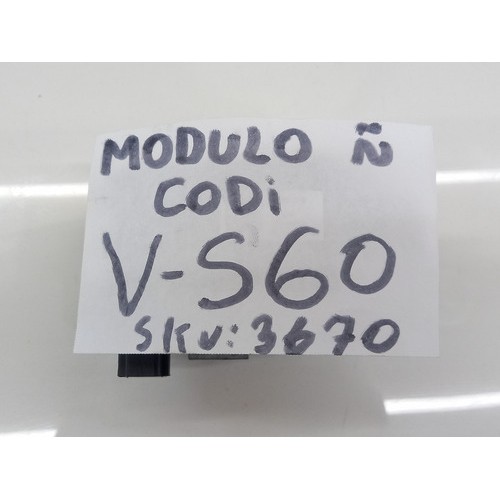 MODULO Ñ
CODi
V-S60
SKU: 3670